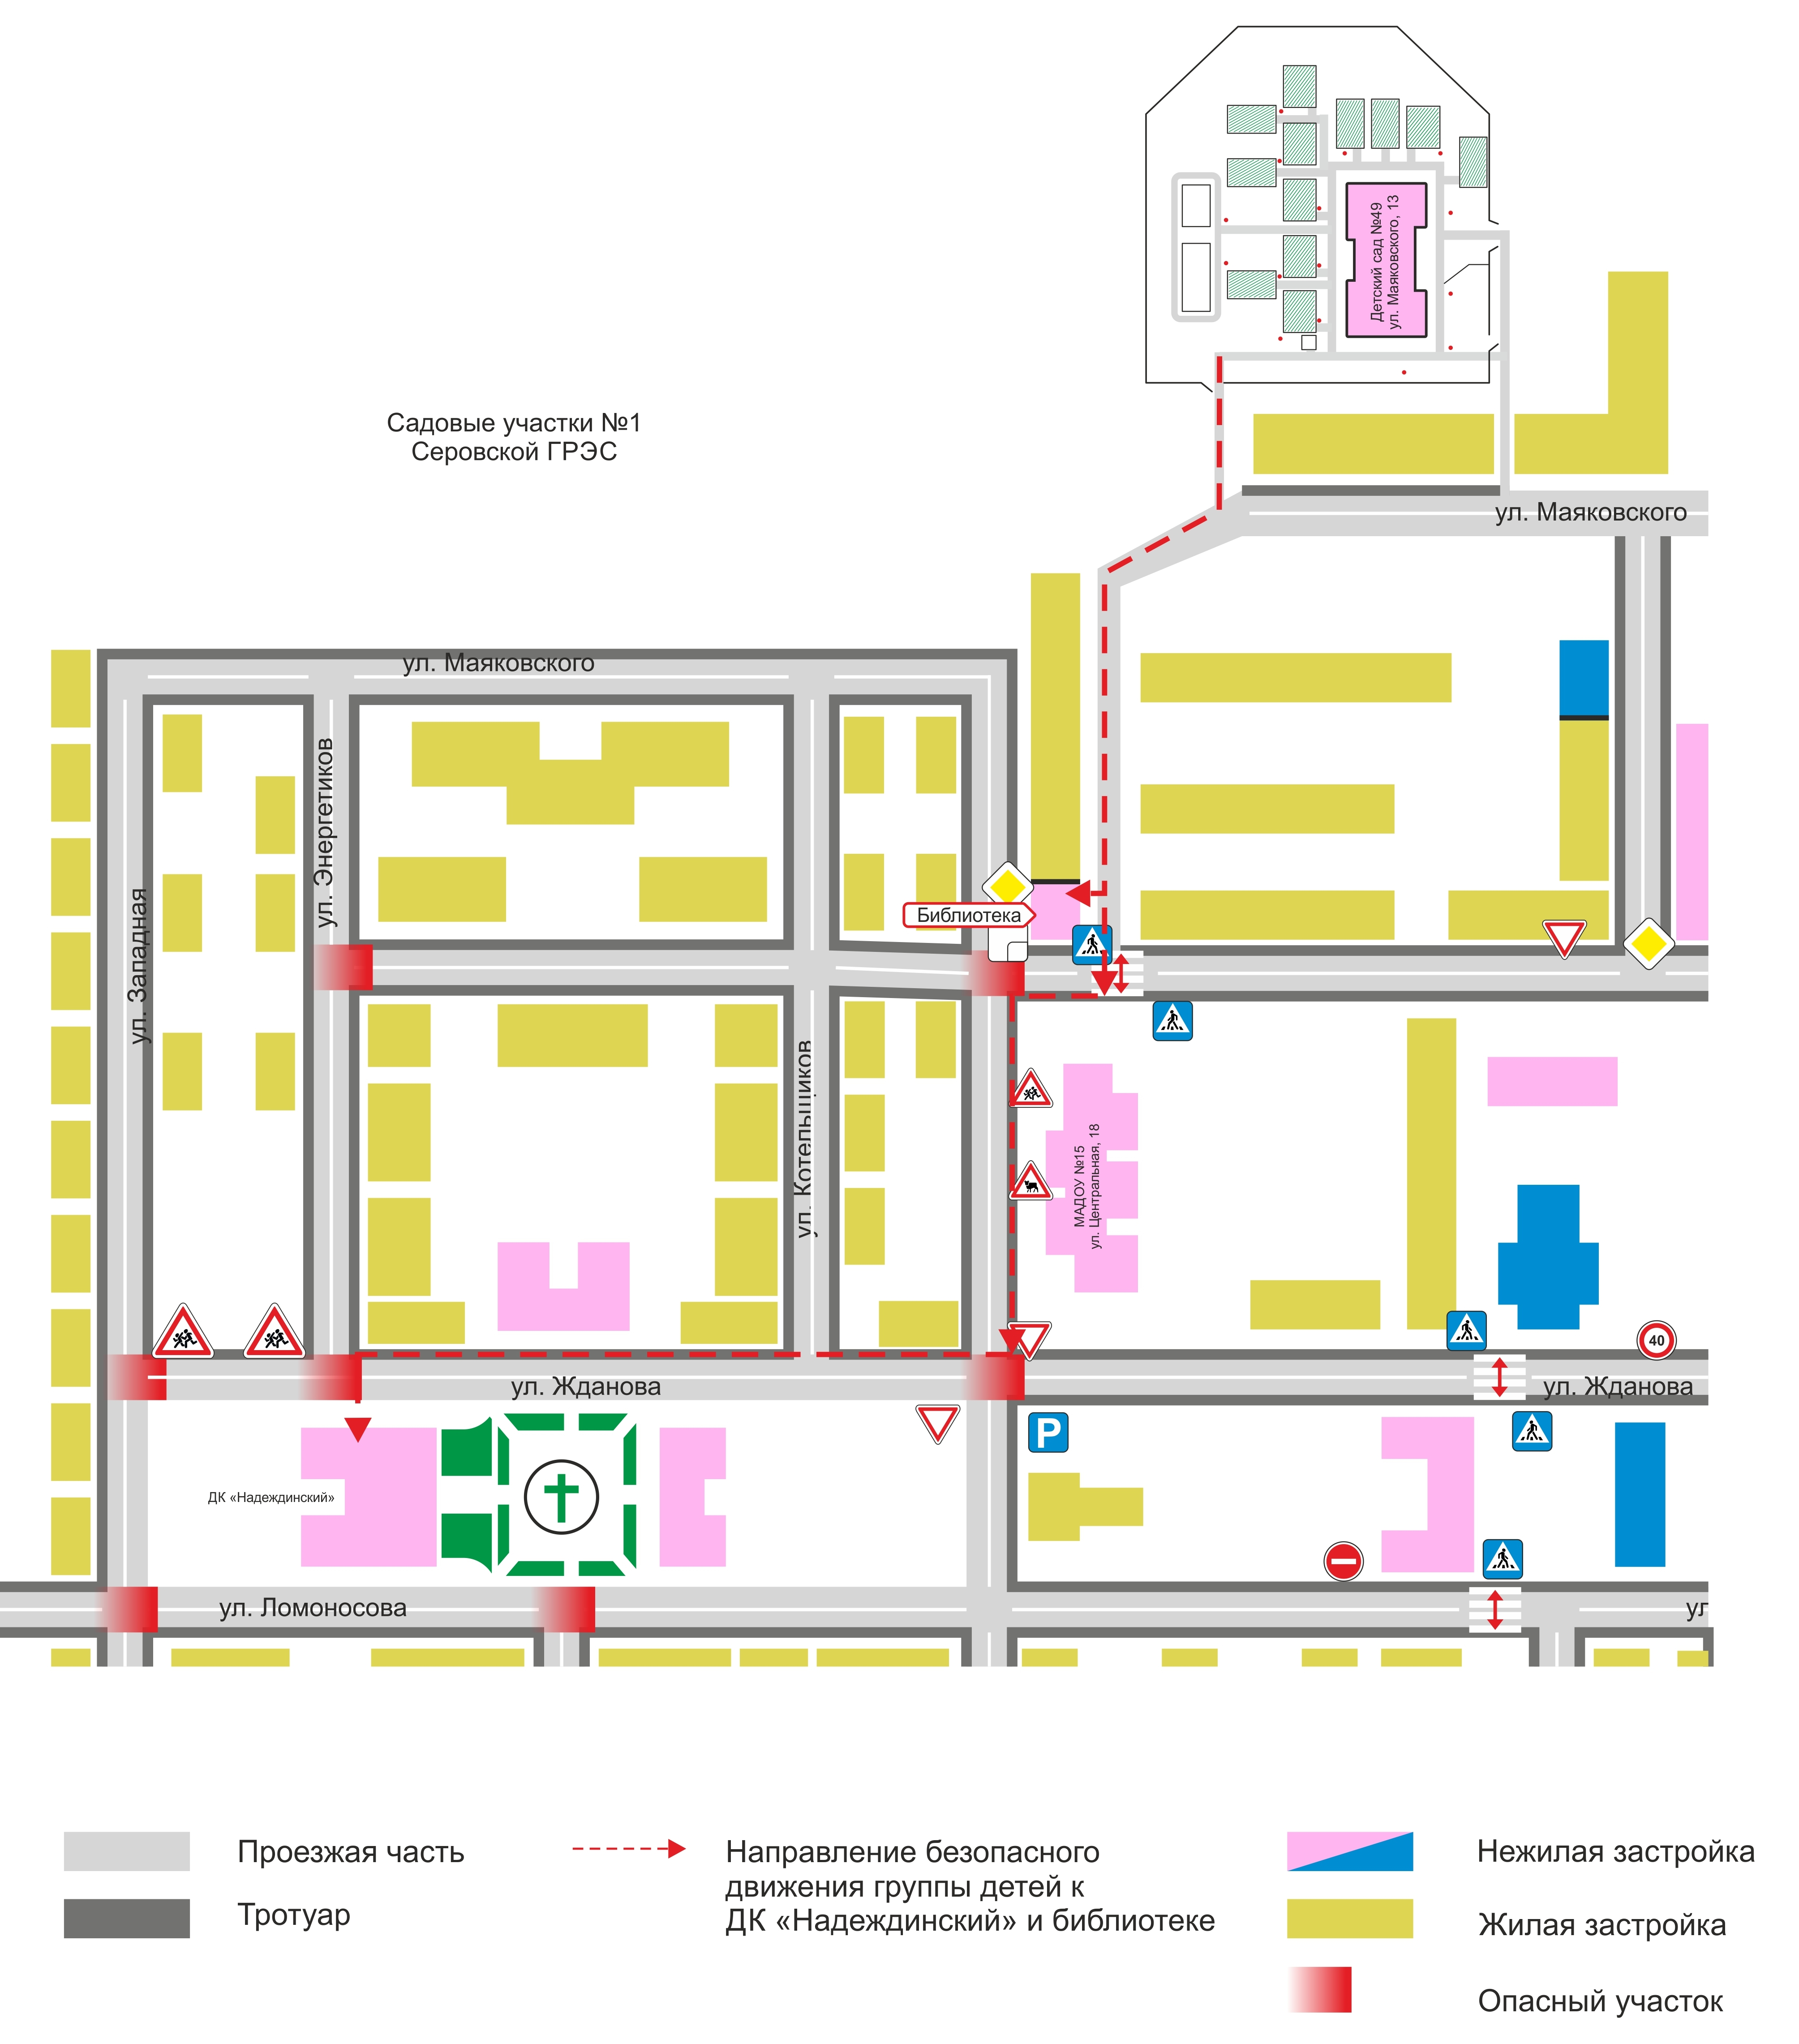 Детский сад №49
ул. Маяковского, 13
Садовые участки №1
Серовской ГРЭС
ул. Маяковского
ул. Маяковского
ул. Энергетиков
ул. Западная
Библиотека
ул. Котельщиков
МАДОУ №15
ул. Центральная, 18
40
ул. Жданова
ул. Жданова
P
ДК «Надеждинский»
ул. Ломоносова
ул
Проезжая часть
Тротуар
Направление безопасного
движения группы детей к
ДК «Надеждинский» и библиотеке
Нежилая застройка
Жилая застройка
Опасный участок